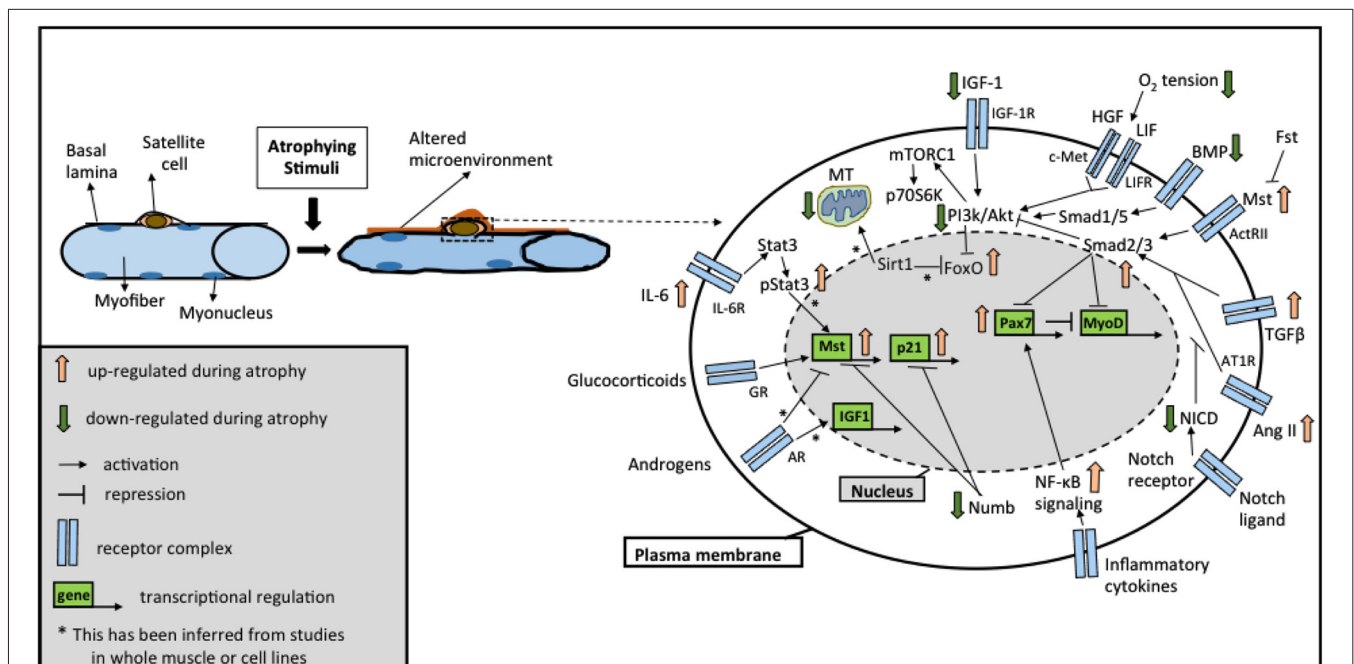 Basal
lamina
Satellite
cell
Atrophying
Stimuli
Altered
microenvironment
Myofiber
Myonucleus
up-regulated during atrophy
down-regulated during atrophy
activation
repression
receptor complex
gene
transcriptional regulation
* This has been inferred from studies
in whole muscle or cell lines
IGF-1
IGF-1R
O2 tension
HGF
LIF
c-Met
LIFR
BMP
Fst
Mst
ActRII
mTORC1
p70S6K
MT
PI3k/Akt
Smad1/5
Smad2/3
*
Sirt1
*
FoxO
Stat3
pStat3
*
IL-6
IL-6R
Pax7
MyoD
TGFβ
Mst
p21
Glucocorticoids
GR
AT1R
Ang II
*
IGF1
*
AR
Androgens
NICD
Notch
receptor
Notch
ligand
Nucleus
Numb
NF-κB
signaling
Plasma membrane
Inflammatory
cytokines